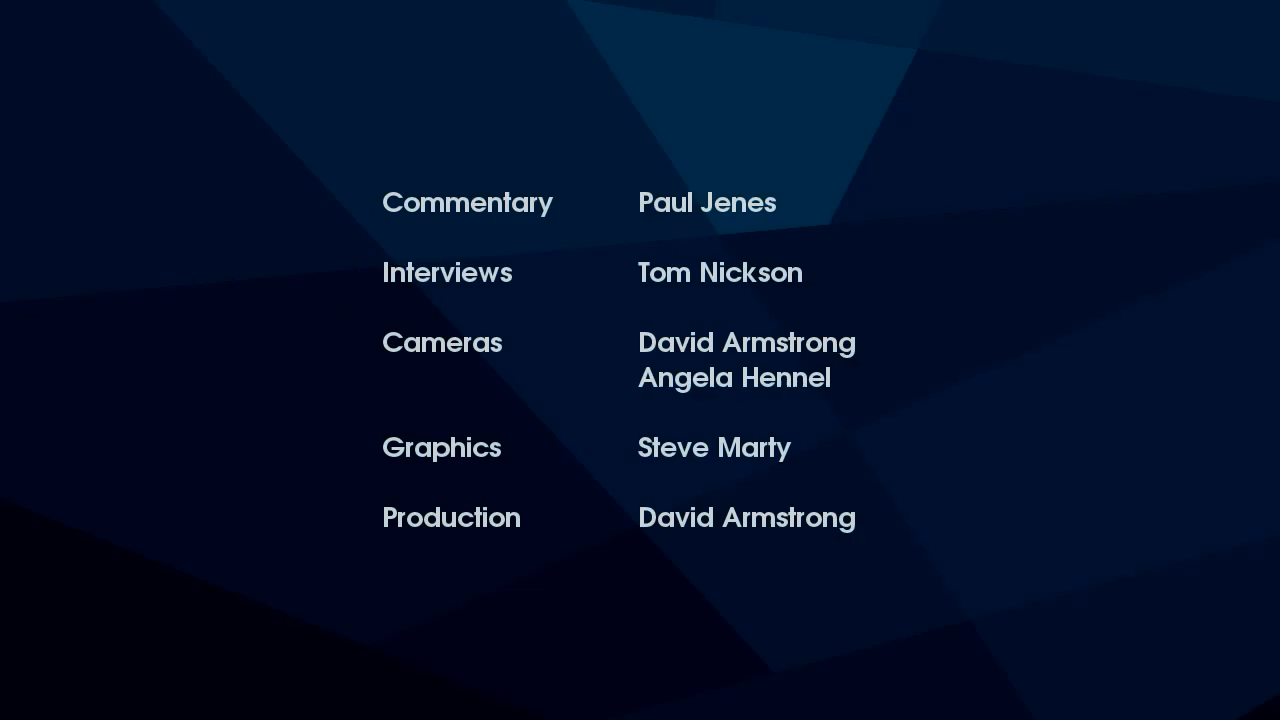 Commentary Paul Jenes
Interviews Tom Nickson
Cameras David Armstrong
Angela Hennel
Graphics Steve Marty
Production David Armstrong